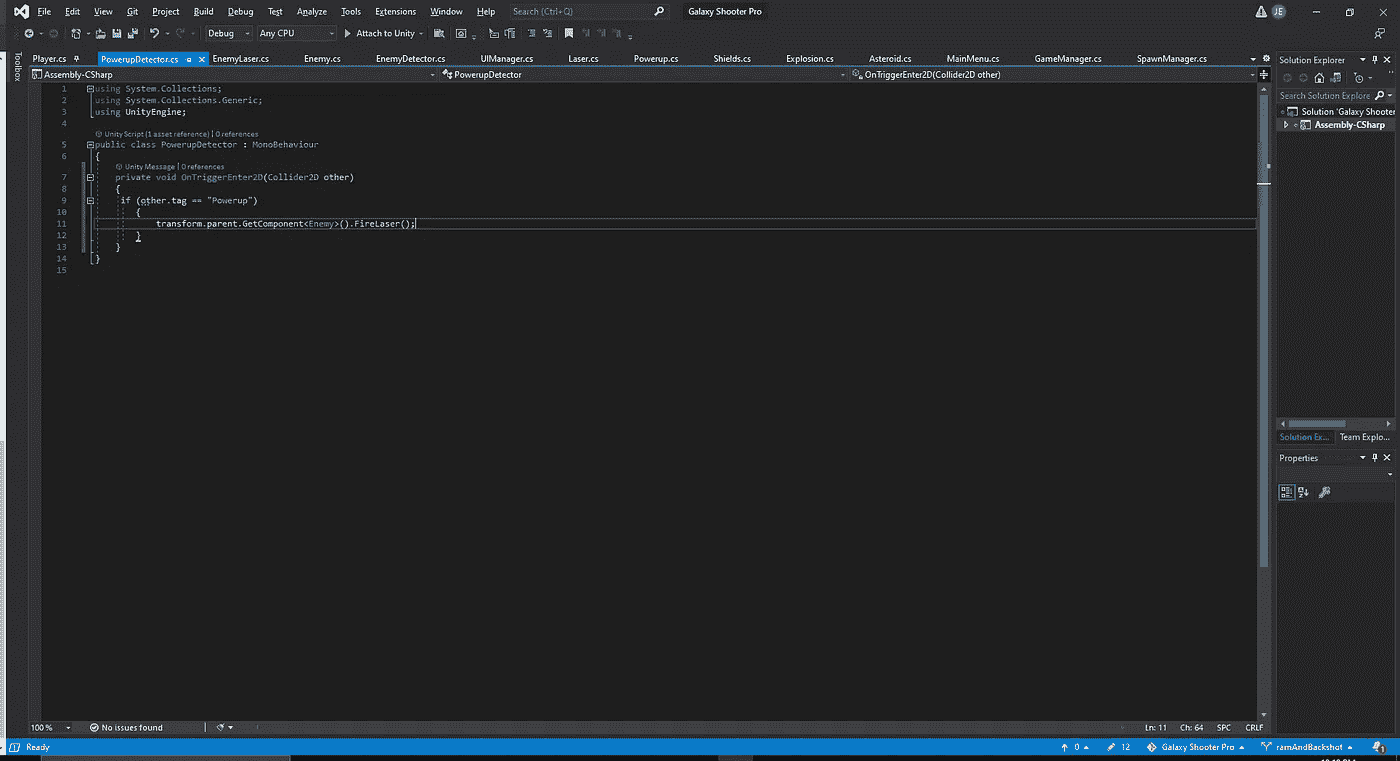 File Edit View Git Project Build Debug Test Analyze Tools Extensions Window Help Search (Ctrl+Q) Galaxy Shooter Pro JE
Debug Any CPU Attach to Unity
Toolbox
Player.cs PowerupDetector.cs EnemyLaser.cs Enemy.cs EnemyDetector.cs UIManager.cs Laser.cs Powerup.cs Shields.cs Explosion.cs Asteroid.cs MainMenu.cs GameManager.cs SpawnManager.cs
Assembly-CSharp PowerupDetector OnTriggerEnter2D(Collider2D other)
1 using System.Collections;
2 using System.Collections.Generic;
3 using UnityEngine;
4
Unity Script (1 asset reference) | 0 references
5 public class PowerupDetector : MonoBehaviour
6 {
Unity Message | 0 references
7 private void OnTriggerEnter2D(Collider2D other)
8 {
9 if (other.tag == "Powerup")
10 {
11 transform.parent.GetComponent<Enemy>().FireLaser();
12 }
13 }
14 }
15
Solution Explorer
Search Solution Explore
Solution 'Galaxy Shooter
Assembly-CSharp
Solution Ex... Team Explo...
Properties
100 % No issues found Ln: 11 Ch: 64 SPC CRLF
Ready 0 12 Galaxy Shooter Pro ramAndBackshot 1